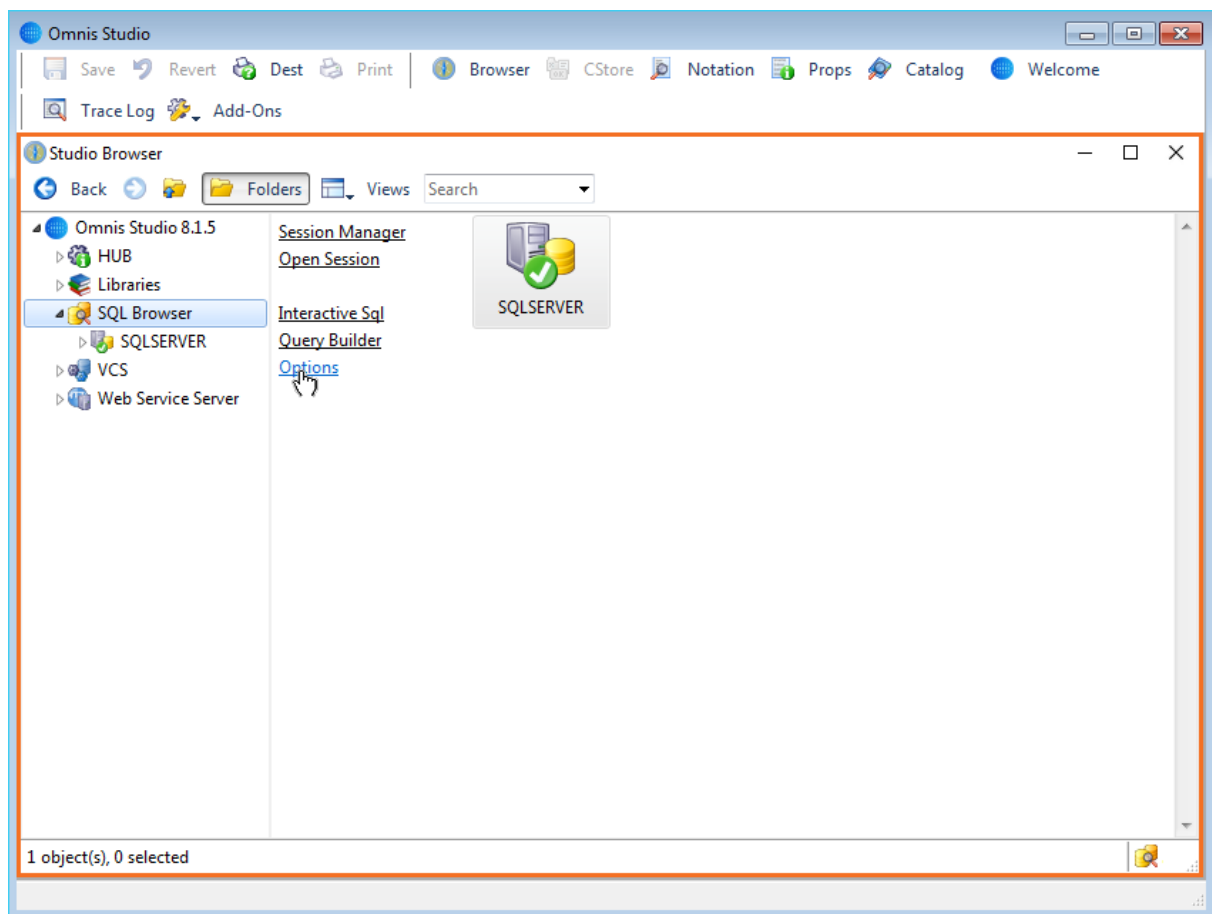 Omnis Studio
Save Revert Dest Print Browser CStore Notation Props Catalog Welcome
Trace Log Add-Ons
Studio Browser
Back Folders Views Search
Omnis Studio 8.1.5
HUB
Libraries
SQL Browser
SQLSERVER
VCS
Web Service Server
Session Manager
Open Session
Interactive Sql
Query Builder
Options
SQLSERVER
1 object(s), 0 selected